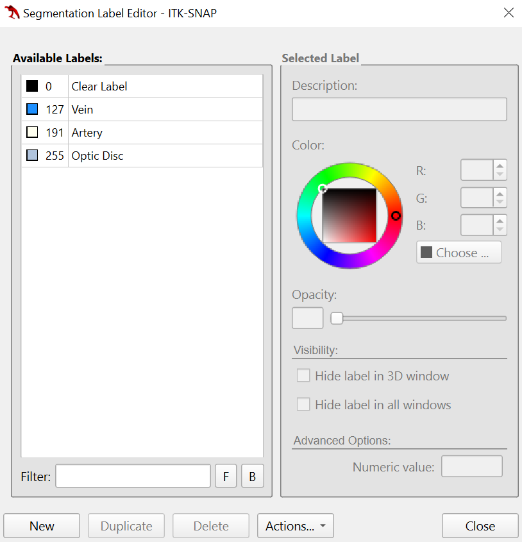 Segmentation Label Editor - ITK-SNAP
Available Labels:
0 Clear Label
127 Vein
191 Artery
255 Optic Disc
Filter:
F
B
Selected Label
Description:
Color:
R:
G:
B:
Choose ...
Opacity:
Visibility:
Hide label in 3D window
Hide label in all windows
Advanced Options:
Numeric value:
New
Duplicate
Delete
Actions...
Close